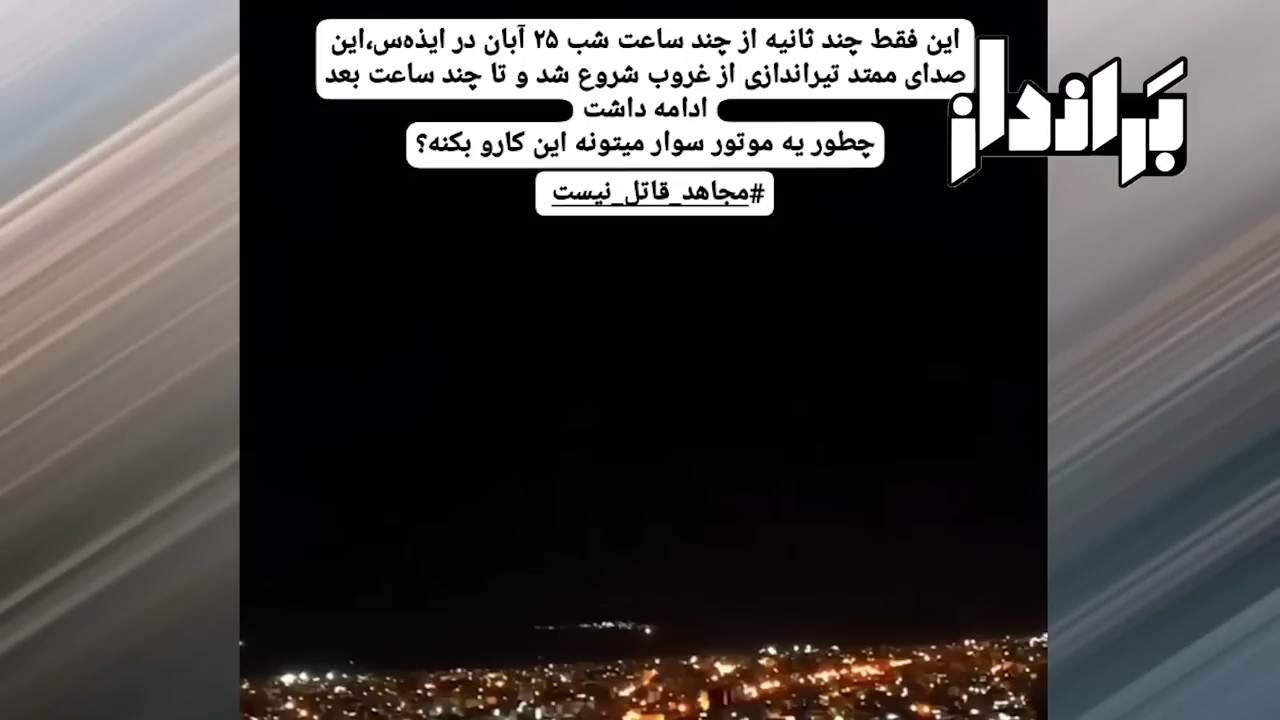 این فقط چند ثانیه از چند ساعت شب ۲۵ آبان در ایذه‌س،این
صدای ممتد تیراندازی از غروب شروع شد و تا چند ساعت بعد
ادامه داشت
چطور یه موتور سوار میتونه این کارو بکنه؟
#مجاهد_قاتل_نیست
بَرانداز